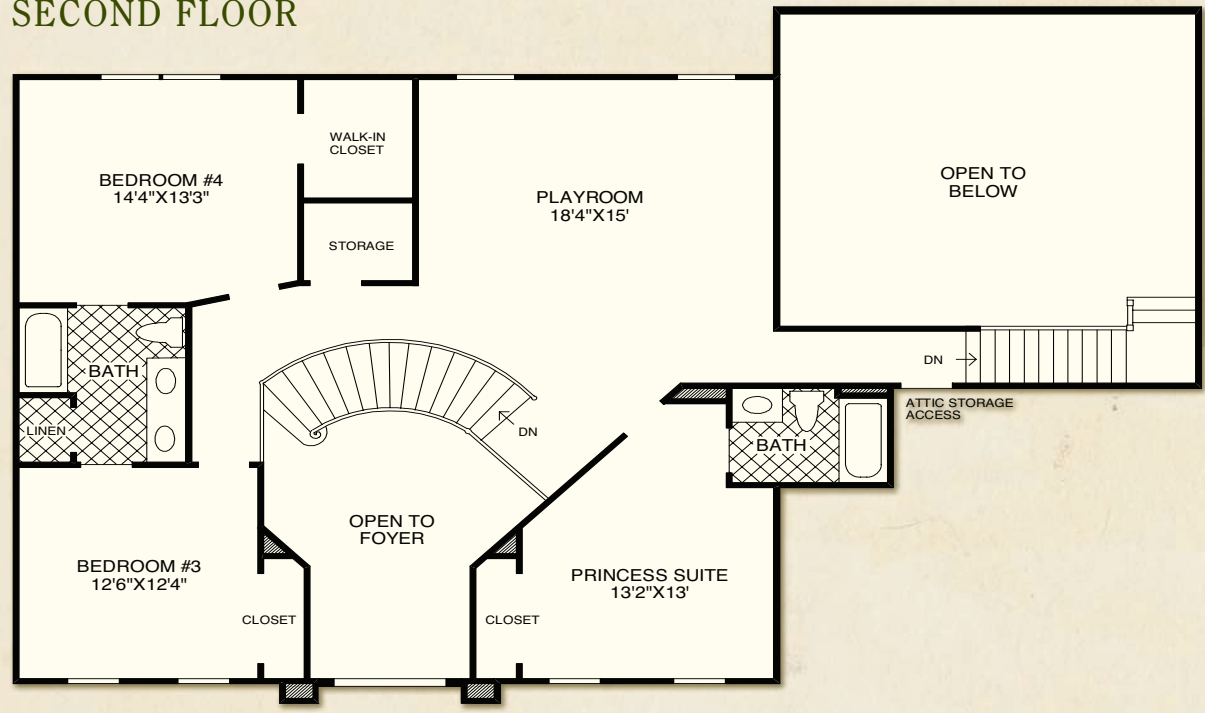 SECOND FLOOR
WALK-IN
CLOSET
BEDROOM #4
14'4"X13'3"
PLAYROOM
18'4"X15'
OPEN TO
BELOW
STORAGE
BATH
DN
LINEN
ATTIC STORAGE
ACCESS
DN
BATH
OPEN TO
FOYER
BEDROOM #3
12'6"X12'4"
PRINCESS SUITE
13'2"X13'
CLOSET
CLOSET